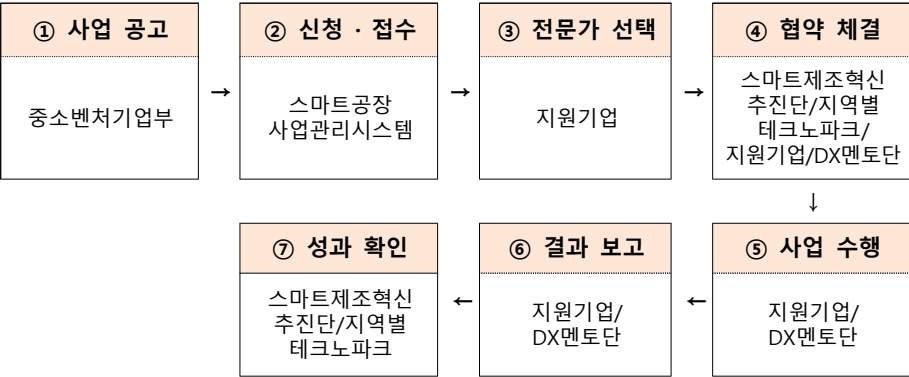 ① 사업 공고
중소벤처기업부
→
② 신청 · 접수
스마트공장
사업관리시스템
→
③ 전문가 선택
지원기업
→
④ 협약 체결
스마트제조혁신
추진단/지역별
테크노파크/
지원기업/DX멘토단
↓
⑤ 사업 수행
지원기업/
DX멘토단
←
⑥ 결과 보고
지원기업/
DX멘토단
←
⑦ 성과 확인
스마트제조혁신
추진단/지역별
테크노파크